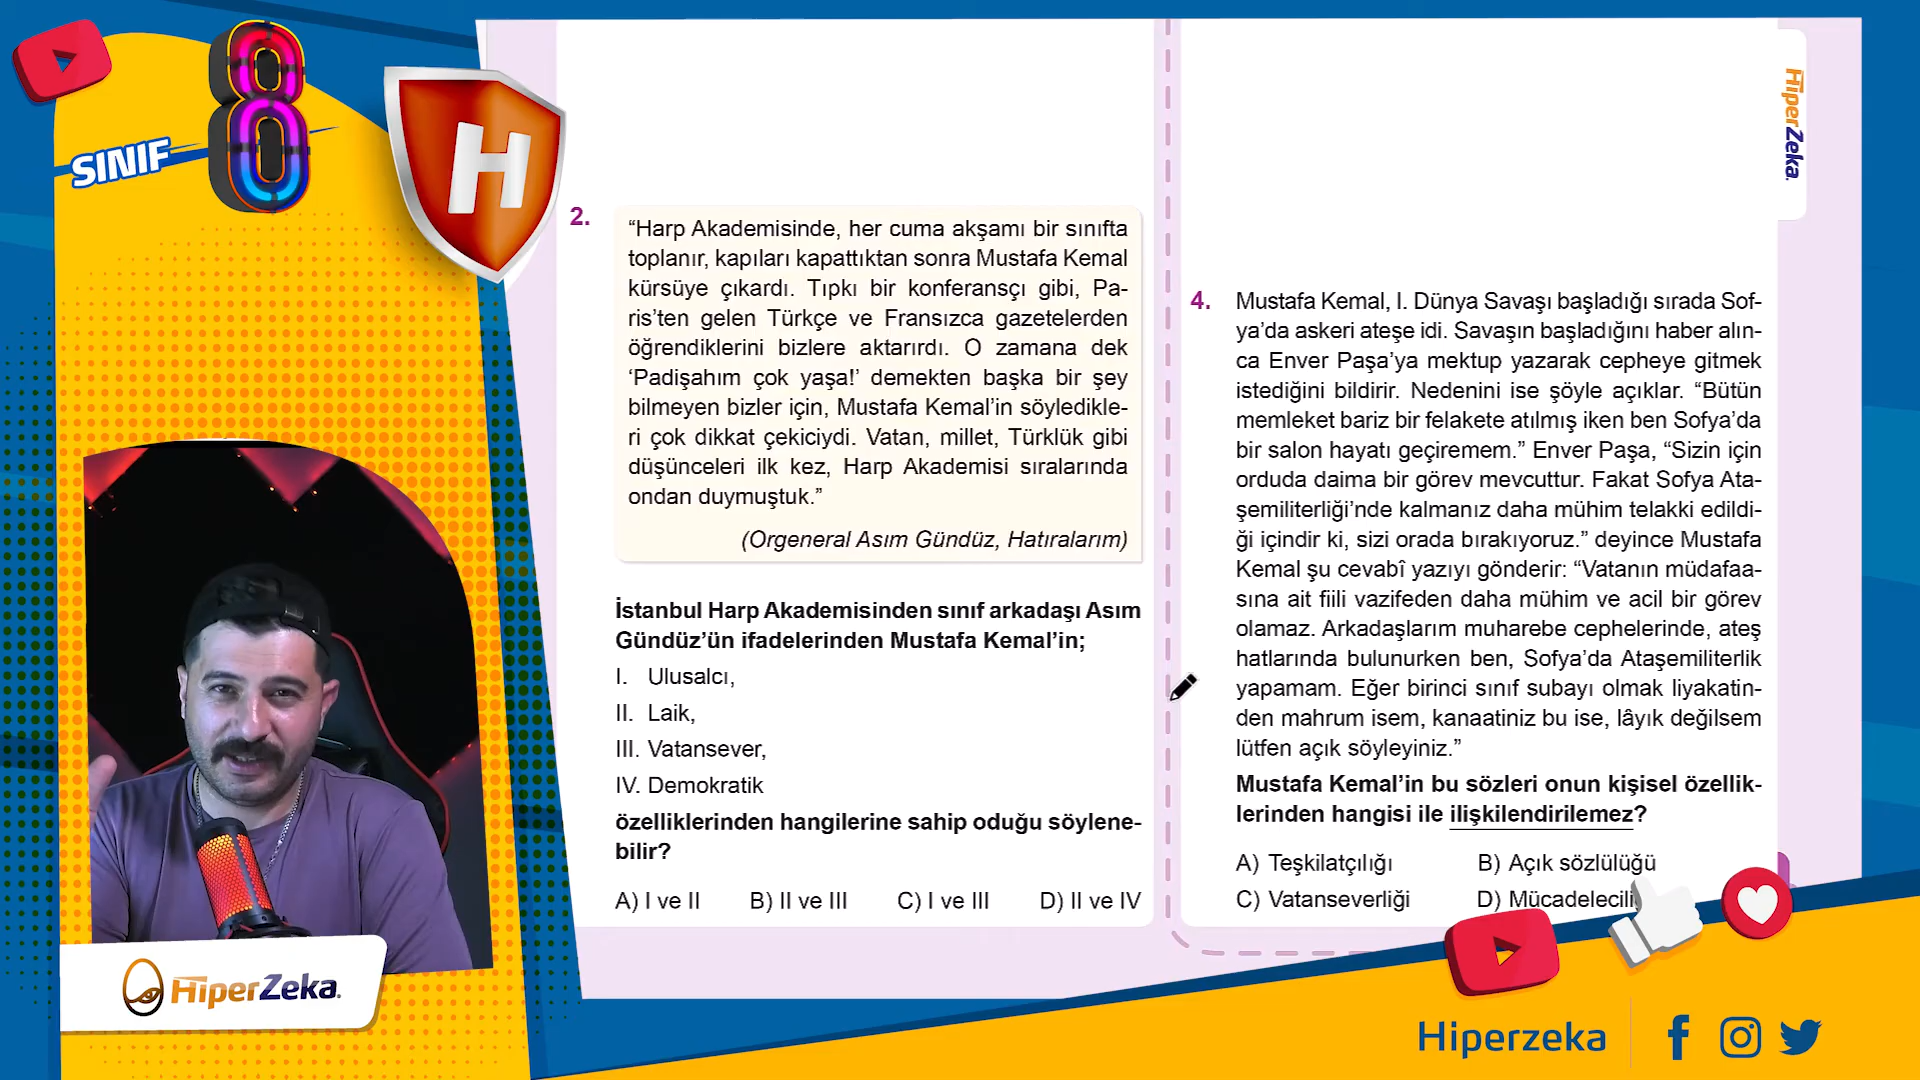 SINIF
8
H
2.
“Harp Akademisinde, her cuma akşamı bir sınıfta
toplanır, kapıları kapattıktan sonra Mustafa Kemal
kürsüye çıkardı. Tıpkı bir konferansçı gibi, Pa-
ris’ten gelen Türkçe ve Fransızca gazetelerden
öğrendiklerini bizlere aktarırdı. O zamana dek
‘Padişahım çok yaşa!’ demekten başka bir şey
bilmeyen bizler için, Mustafa Kemal’in söyledikle-
ri çok dikkat çekiciydi. Vatan, millet, Türklük gibi
düşünceleri ilk kez, Harp Akademisi sıralarında
ondan duymuştuk.”
(Orgeneral Asım Gündüz, Hatıralarım)
İstanbul Harp Akademisinden sınıf arkadaşı Asım
Gündüz’ün ifadelerinden Mustafa Kemal’in;
I. Ulusalcı,
II. Laik,
III. Vatansever,
IV. Demokratik
özelliklerinden hangilerine sahip oduğu söylene-
bilir?
A) I ve II B) II ve III C) I ve III D) II ve IV
HiperZeka.
4.
Mustafa Kemal, I. Dünya Savaşı başladığı sırada Sof-
ya’da askeri ateşe idi. Savaşın başladığını haber alın-
ca Enver Paşa’ya mektup yazarak cepheye gitmek
istediğini bildirir. Nedenini ise şöyle açıklar. “Bütün
memleket bariz bir felakete atılmış iken ben Sofya’da
bir salon hayatı geçiremem.” Enver Paşa, “Sizin için
orduda daima bir görev mevcuttur. Fakat Sofya Ata-
şemiliterliği’nde kalmanız daha mühim telakki edildi-
ği içindir ki, sizi orada bırakıyoruz.” deyince Mustafa
Kemal şu cevabî yazıyı gönderir: “Vatanın müdafaa-
sına ait fiili vazifeden daha mühim ve acil bir görev
olamaz. Arkadaşlarım muharebe cephelerinde, ateş
hatlarında bulunurken ben, Sofya’da Ataşemiliterlik
yapamam. Eğer birinci sınıf subayı olmak liyakatin-
den mahrum isem, kanaatiniz bu ise, lâyık değilsem
lütfen açık söyleyiniz.”
Mustafa Kemal’in bu sözleri onun kişisel özellik-
lerinden hangisi ile ilişkilendirilemez?
A) Teşkilatçılığı B) Açık sözlülüğü
C) Vatanseverliği D) Mücadelecili
HiperZeka.
Hiperzeka